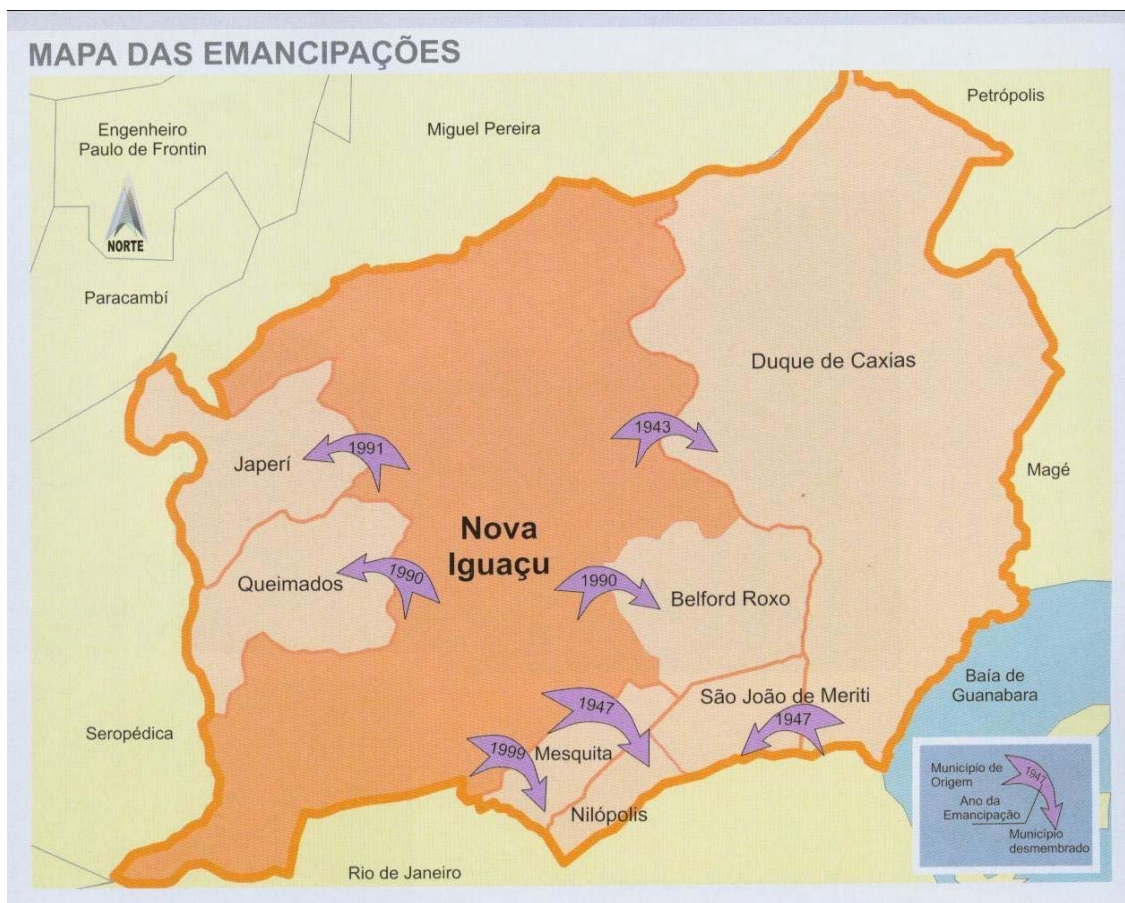 MAPA DAS EMANCIPAÇÕES
Petrópolis
Engenheiro
Paulo de Frontin
Miguel Pereira
NORTE
Paracambí
Duque de Caxias
1943
1991
Japerí
Magé
Nova
Iguaçu
Queimados
1990
1990
Belford Roxo
Baía de
Guanabara
São João de Meriti
1947
1947
Seropédica
1999
Mesquita
Nilópolis
Rio de Janeiro
Município de
Origem
1947
Ano da
Emancipação
Município
desmembrado